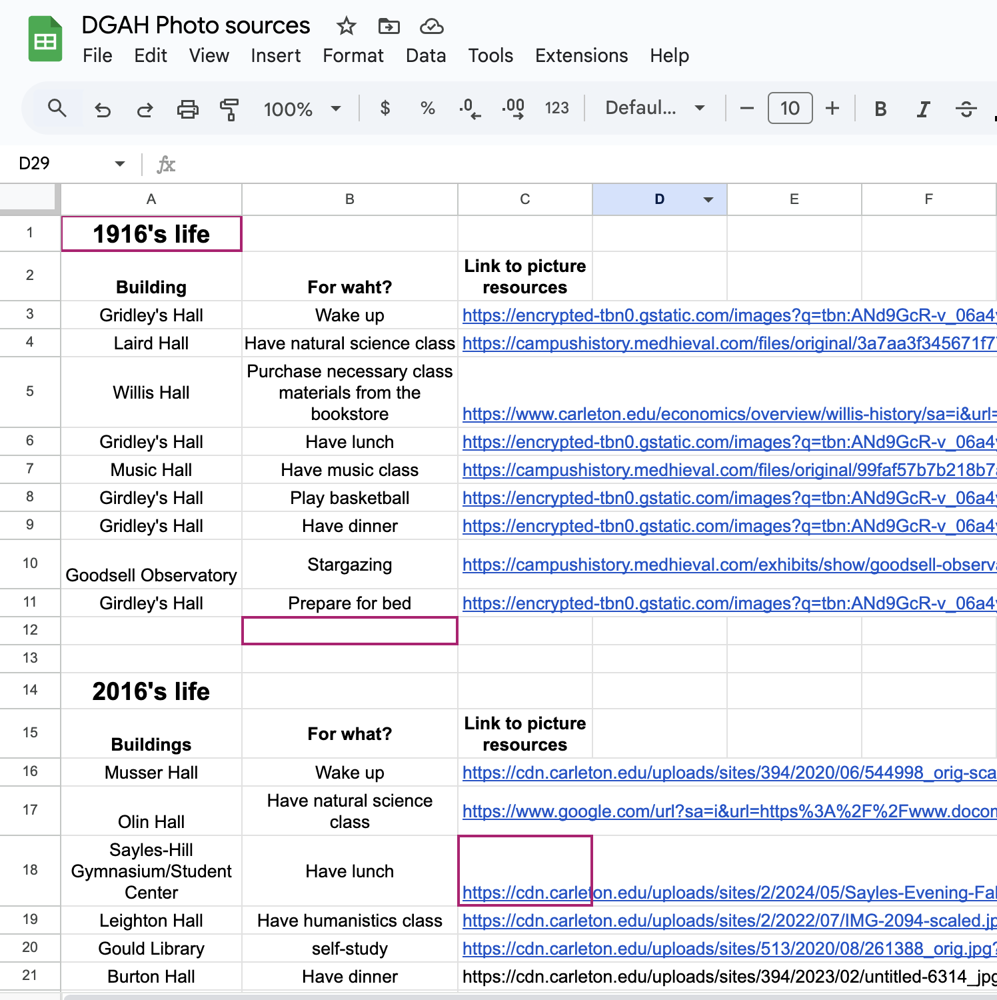 DGAH Photo sources
File Edit View Insert Format Data Tools Extensions Help
100% $ % .0 .00 123 Defaul... − 10 + B I S
D29 fx
A B C D E F
1 1916's life
2 Building For waht? Link to picture resources
3 Gridley's Hall Wake up https://encrypted-tbn0.gstatic.com/images?q=tbn:ANd9GcR-v_06a4
4 Laird Hall Have natural science class https://campushistory.medhieval.com/files/original/3a7aa3f345671f7
5 Willis Hall Purchase necessary class materials from the bookstore https://www.carleton.edu/economics/overview/willis-history/sa=i&url=
6 Gridley's Hall Have lunch https://encrypted-tbn0.gstatic.com/images?q=tbn:ANd9GcR-v_06a4
7 Music Hall Have music class https://campushistory.medhieval.com/files/original/99faf57b7b218b7
8 Girdley's Hall Play basketball https://encrypted-tbn0.gstatic.com/images?q=tbn:ANd9GcR-v_06a4
9 Gridley's Hall Have dinner https://encrypted-tbn0.gstatic.com/images?q=tbn:ANd9GcR-v_06a4
10 Goodsell Observatory Stargazing https://campushistory.medhieval.com/exhibits/show/goodsell-observa
11 Girdley's Hall Prepare for bed https://encrypted-tbn0.gstatic.com/images?q=tbn:ANd9GcR-v_06a4
12
13
14 2016's life
15 Buildings For what? Link to picture resources
16 Musser Hall Wake up https://cdn.carleton.edu/uploads/sites/394/2020/06/544998_orig-sca
17 Olin Hall Have natural science class https://www.google.com/url?sa=i&url=https%3A%2F%2Fwww.docom
18 Sayles-Hill Gymnasium/Student Center Have lunch https://cdn.carleton.edu/uploads/sites/2/2024/05/Sayles-Evening-Fal
19 Leighton Hall Have humanistics class https://cdn.carleton.edu/uploads/sites/2/2022/07/IMG-2094-scaled.jp
20 Gould Library self-study https://cdn.carleton.edu/uploads/sites/513/2020/08/261388_orig.jpg?
21 Burton Hall Have dinner https://cdn.carleton.edu/uploads/sites/394/2023/02/untitled-6314_jpg